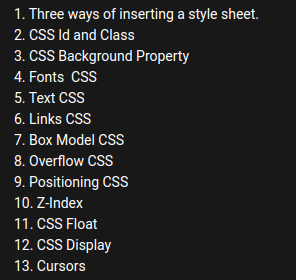 1. Three ways of inserting a style sheet.
2. CSS Id and Class
3. CSS Background Property
4. Fonts  CSS
5. Text CSS
6. Links CSS
7. Box Model CSS
8. Overflow CSS
9. Positioning CSS
10. Z-Index
11. CSS Float
12. CSS Display
13. Cursors